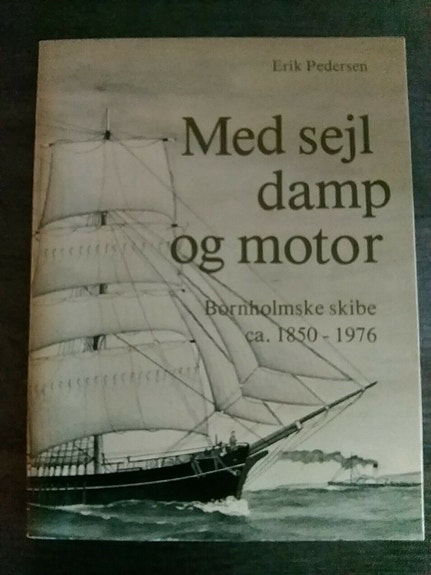 Erik Pedersen
Med sejl
damp
og motor
Bornholmske skibe
ca. 1850 - 1976